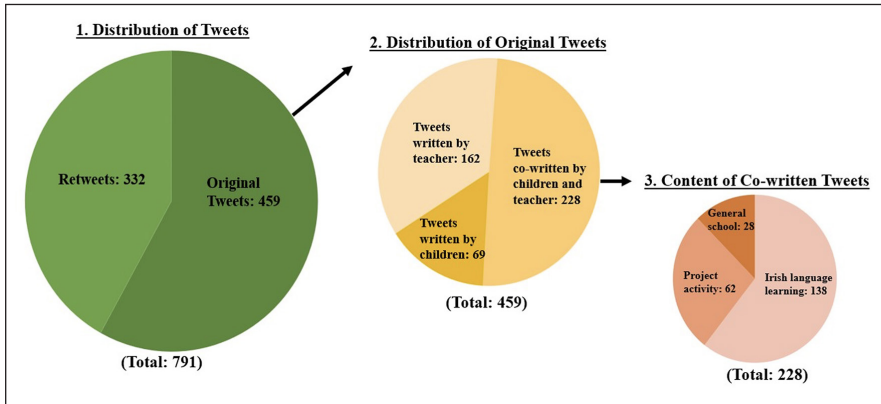 1. Distribution of Tweets
Retweets: 332
Original
Tweets: 459
(Total: 791)
2. Distribution of Original Tweets
Tweets
written by
teacher: 162
Tweets
co-written by
children and
teacher: 228
Tweets
written by
children: 69
(Total: 459)
3. Content of Co-written Tweets
General
school: 28
Project
activity: 62
Irish language
learning: 138
(Total: 228)